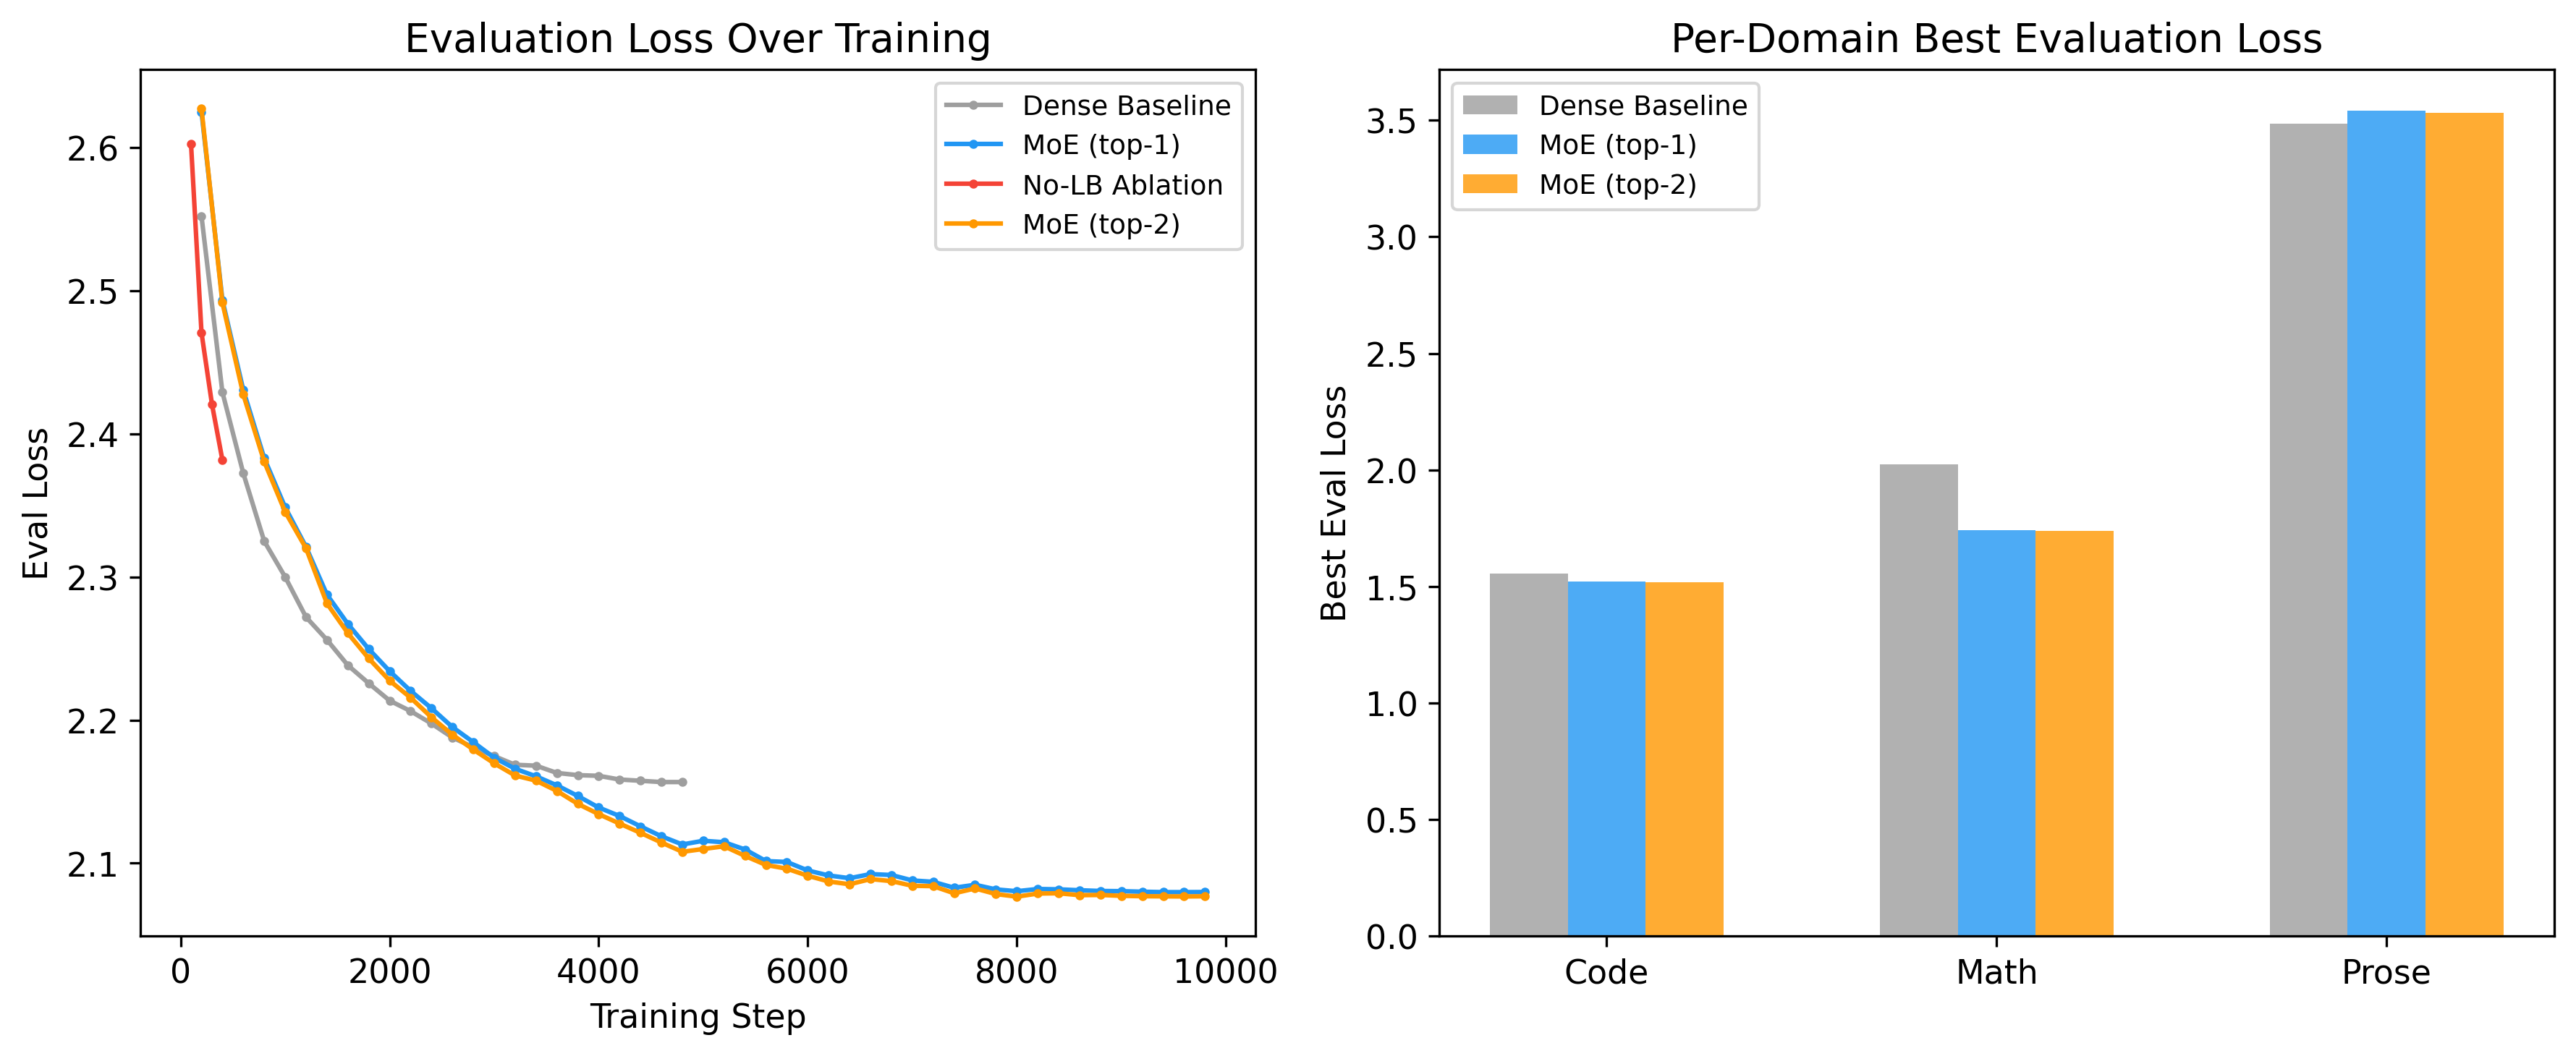 Evaluation Loss Over Training
Eval Loss
2.6
2.5
2.4
2.3
2.2
2.1
Dense Baseline
MoE (top-1)
No-LB Ablation
MoE (top-2)
0 2000 4000 6000 8000 10000
Training Step
Per-Domain Best Evaluation Loss
Best Eval Loss
3.5
3.0
2.5
2.0
1.5
1.0
0.5
0.0
Dense Baseline
MoE (top-1)
MoE (top-2)
Code Math Prose